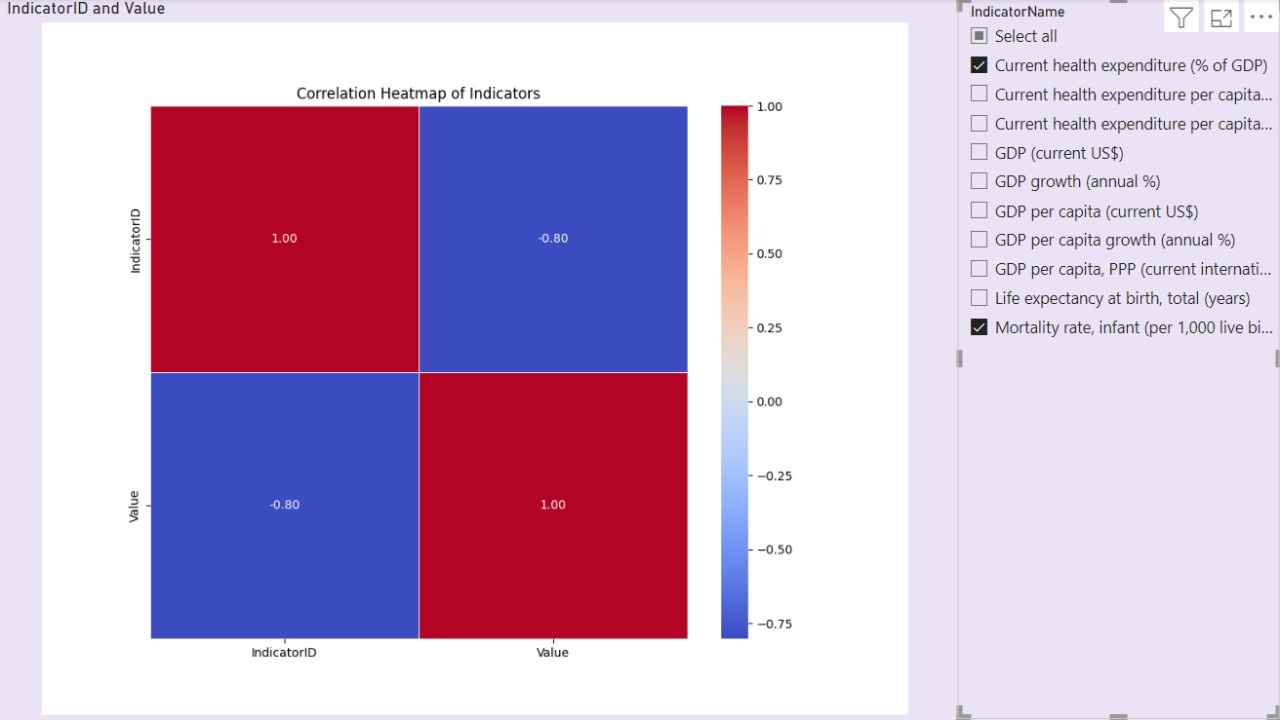 IndicatorID and Value
Correlation Heatmap of Indicators
IndicatorID
1.00
-0.80
Value
-0.80
1.00
IndicatorID
Value
1.00
0.75
0.50
0.25
0.00
−0.25
−0.50
−0.75
IndicatorName
Select all
Current health expenditure (% of GDP)
Current health expenditure per capita...
Current health expenditure per capita...
GDP (current US$)
GDP growth (annual %)
GDP per capita (current US$)
GDP per capita growth (annual %)
GDP per capita, PPP (current internati...
Life expectancy at birth, total (years)
Mortality rate, infant (per 1,000 live bi...